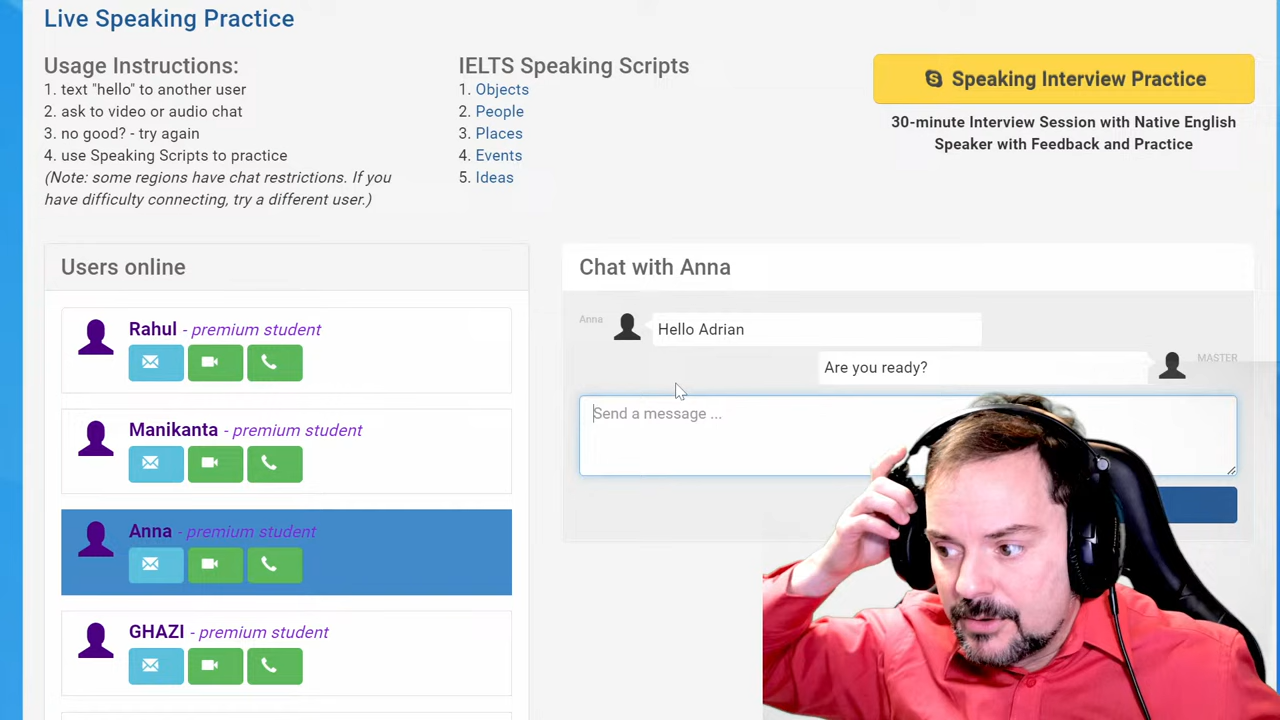 Live Speaking Practice
Usage Instructions:
1. text "hello" to another user
2. ask to video or audio chat
3. no good? - try again
4. use Speaking Scripts to practice
(Note: some regions have chat restrictions. If you
have difficulty connecting, try a different user.)
IELTS Speaking Scripts
1. Objects
2. People
3. Places
4. Events
5. Ideas
Speaking Interview Practice
30-minute Interview Session with Native English
Speaker with Feedback and Practice
Users online
Rahul - premium student
Manikanta - premium student
Anna - premium student
GHAZI - premium student
Chat with Anna
Anna
Hello Adrian
Are you ready?
MASTER
Send a message ...